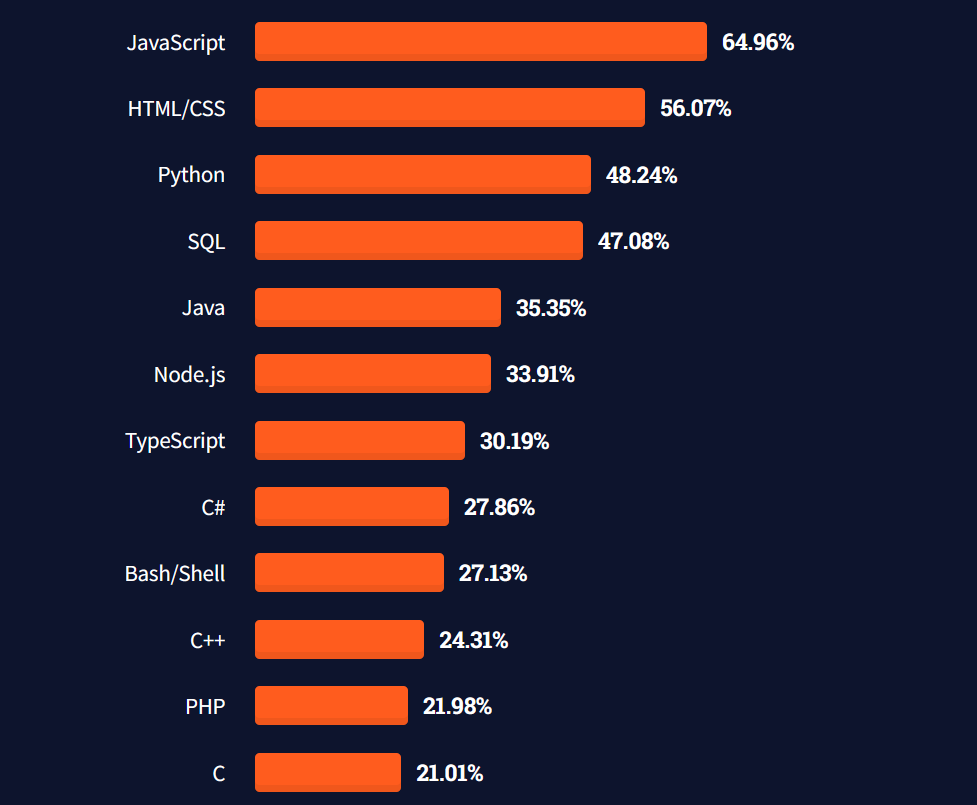 JavaScript 64.96%
HTML/CSS 56.07%
Python 48.24%
SQL 47.08%
Java 35.35%
Node.js 33.91%
TypeScript 30.19%
C# 27.86%
Bash/Shell 27.13%
C++ 24.31%
PHP 21.98%
C 21.01%